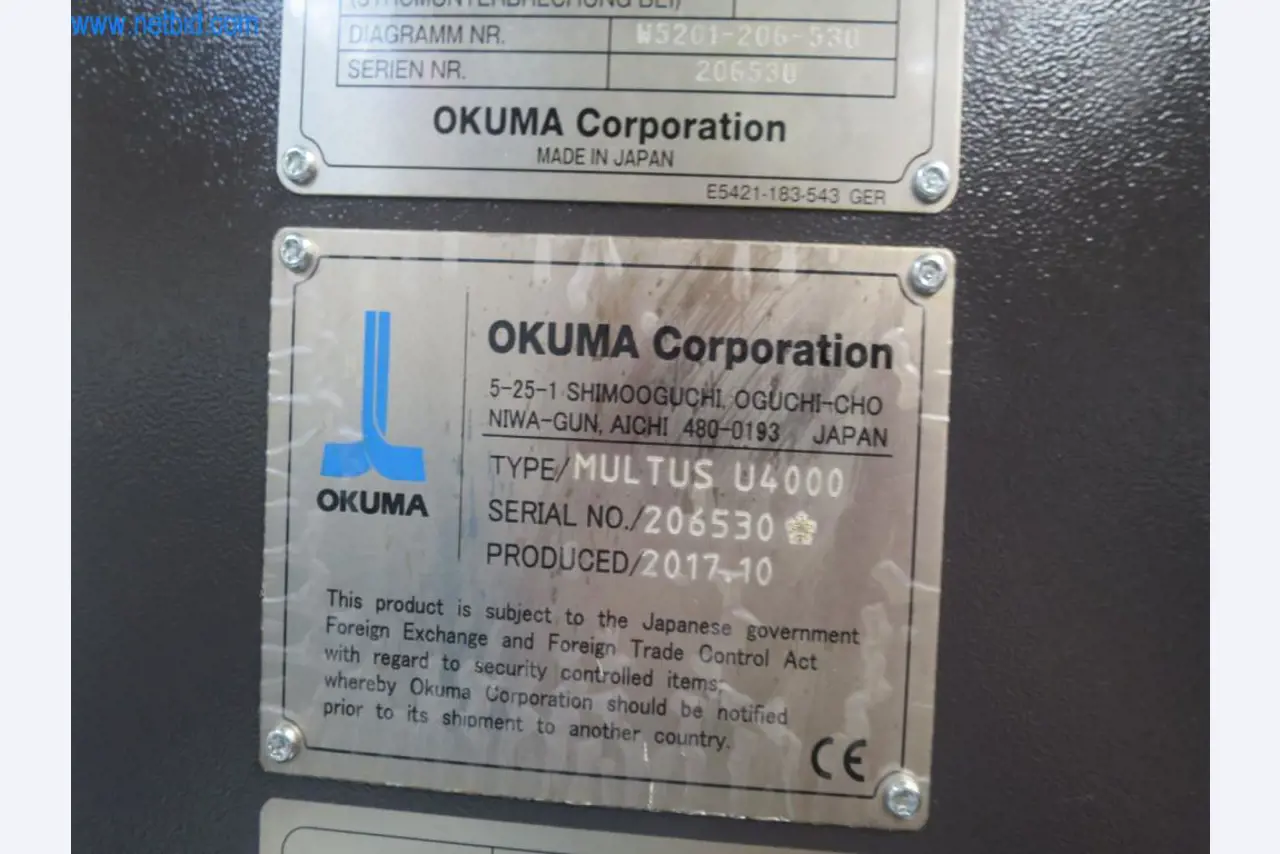 www.netbid.com
(STROMUNTERBRECHUNG BEI)
DIAGRAMM NR. W5201-206-530
SERIEN NR. 206530
OKUMA Corporation
MADE IN JAPAN
E5421-183-543 GER
OKUMA
OKUMA Corporation
5-25-1 SHIMOOGUCHI, OGUCHI-CHO
NIWA-GUN, AICHI 480-0193 JAPAN
TYPE/MULTUS U4000
SERIAL NO./206530
PRODUCED/2017.10
This product is subject to the Japanese government
Foreign Exchange and Foreign Trade Control Act
with regard to security controlled items;
whereby Okuma Corporation should be notified
prior to its shipment to another country.
CE